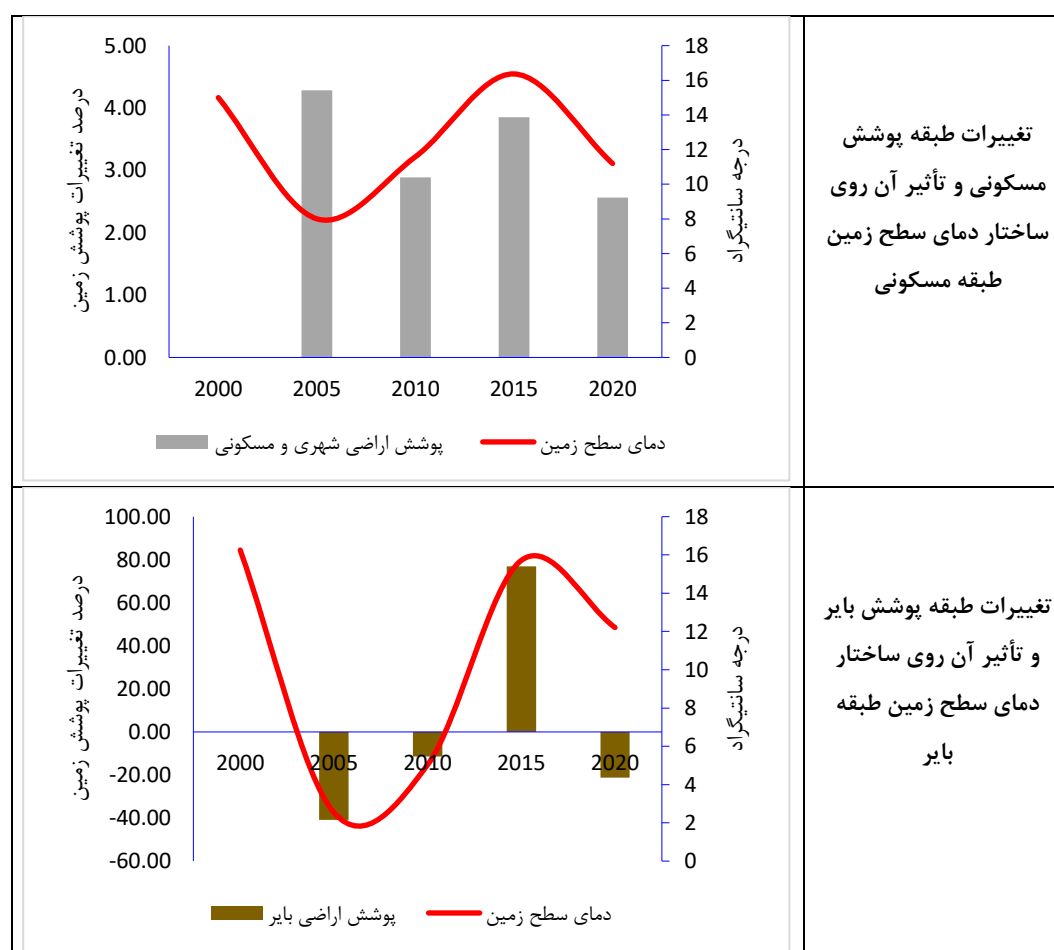 تغییرات طبقه پوشش
مسکونی و تأثیر آن روی
ساختار دمای سطح زمین
طبقه مسکونی
درصد تغییرات پوشش زمین
5.00
4.00
3.00
2.00
1.00
0.00
درجه سانتیگراد
18
16
14
12
10
8
6
4
2
0
2000 2005 2010 2015 2020
پوشش اراضی شهری و مسکونی دمای سطح زمین
تغییرات طبقه پوشش بایر
و تأثیر آن روی ساختار
دمای سطح زمین طبقه
بایر
درصد تغییرات پوشش زمین
100.00
80.00
60.00
40.00
20.00
0.00
-20.00
-40.00
-60.00
درجه سانتیگراد
18
16
14
12
10
8
6
4
2
0
2000 2005 2010 2015 2020
پوشش اراضی بایر دمای سطح زمین